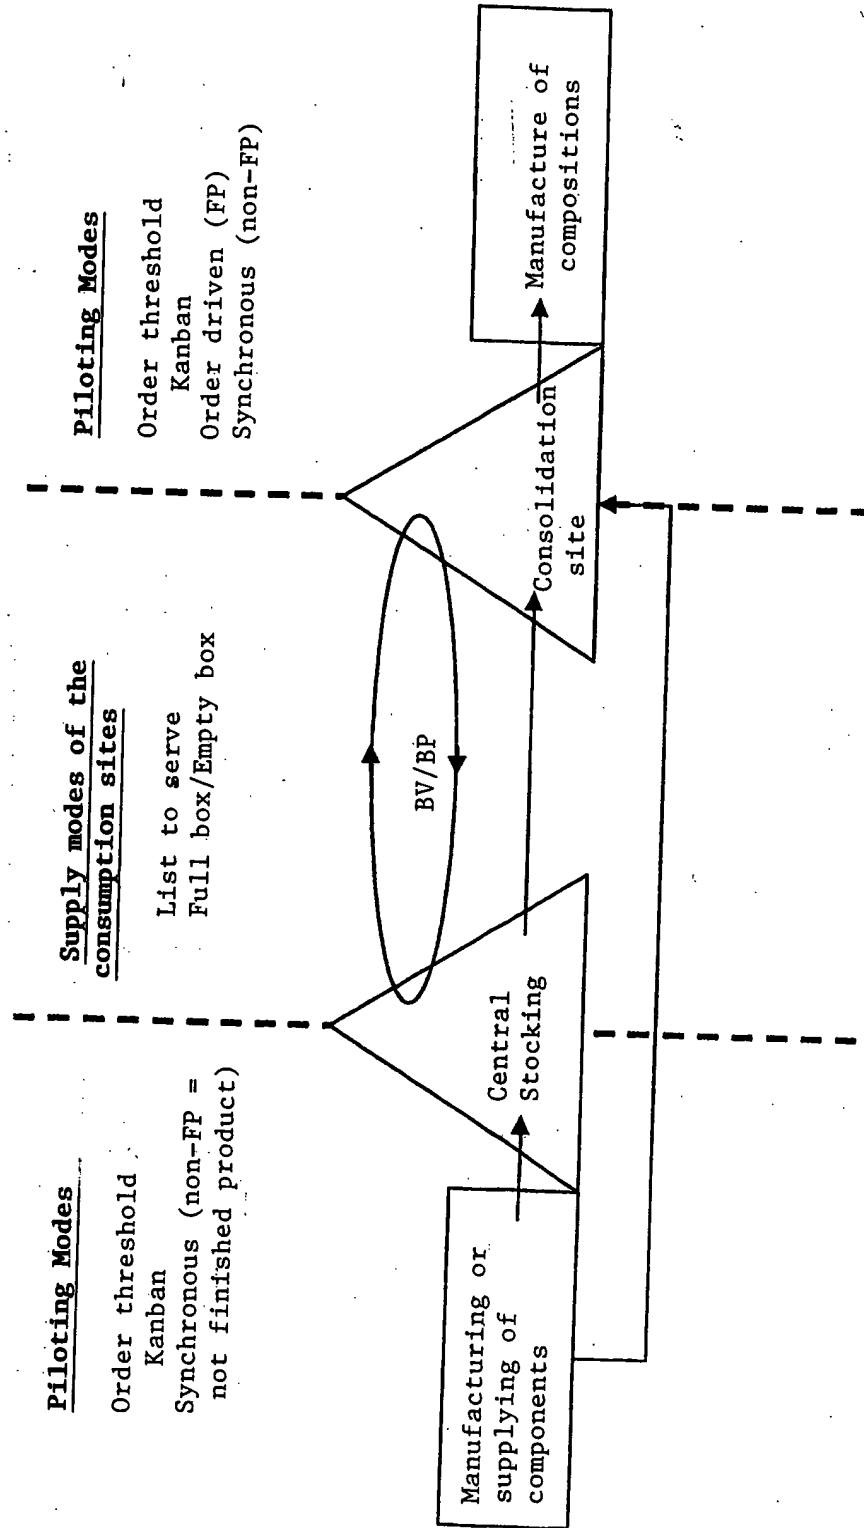 Piloting Modes
Order threshold
Kanban
Synchronous (non-FP =
not finished product)
Supply modes of the
consumption sites
List to serve
Full box/Empty box
Piloting Modes
Order threshold
Kanban
Order driven (FP)
Synchronous (non-FP)
BV/BP
Manufacturing or
supplying of
components
Central
Stocking
Consolidation
site
Manufacture of
compositions